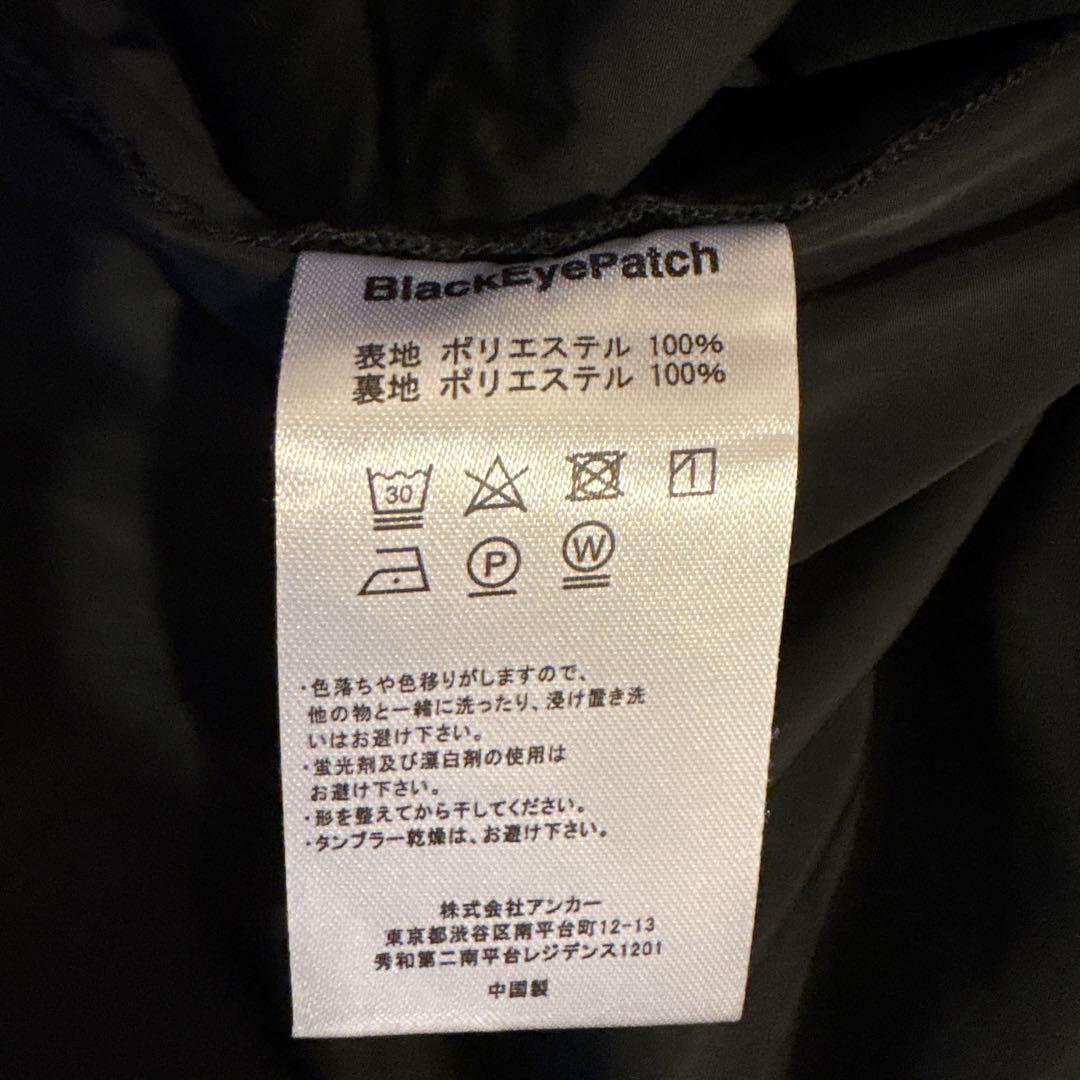 BlackEyePatch
表地 ポリエステル 100%
裏地 ポリエステル 100%
30
P
W
・色落ちや色移りがしますので、
他の物と一緒に洗ったり、浸け置き洗
いはお避け下さい。
・蛍光剤及び漂白剤の使用は
お避け下さい。
・形を整えてから干してください。
・タンブラー乾燥は、お避け下さい。
株式会社アンカー
東京都渋谷区南平台町12-13
秀和第二南平台レジデンス1201
中国製